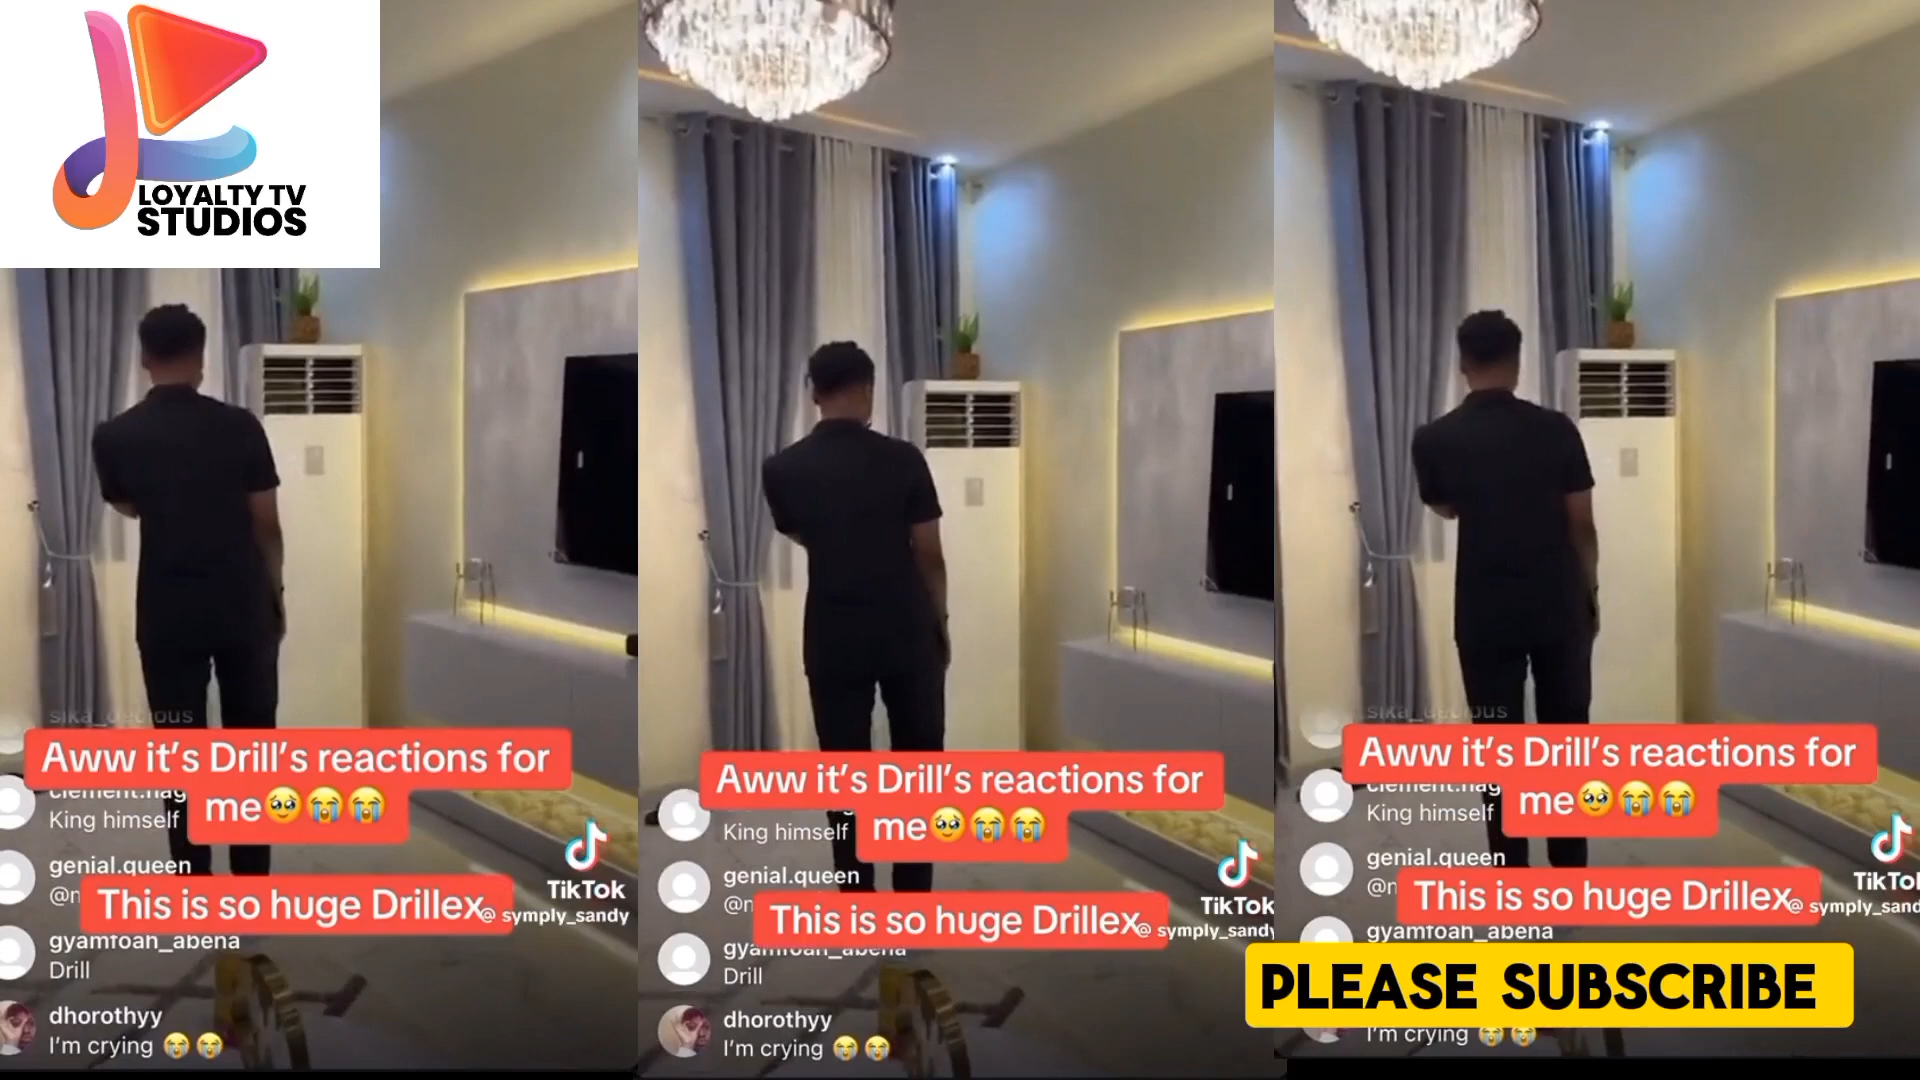 LOYALTY TV
STUDIOS
Aww it's Drill's reactions for
me🥹😭😭
King himself
genial.queen
This is so huge Drillex
gyamfoah_abena
Drill
dhorothyy
I'm crying 😭😭
TikTok
@ symply_sandy
Aww it's Drill's reactions for
me🥹😭😭
King himself
genial.queen
This is so huge Drillex
gyamfoah_abena
Drill
dhorothyy
I'm crying 😭😭
TikTok
@ symply_sandy
Aww it's Drill's reactions for
me🥹😭😭
King himself
genial.queen
This is so huge Drillex
gyamfoah_abena
I'm crying 😭😭
PLEASE SUBSCRIBE